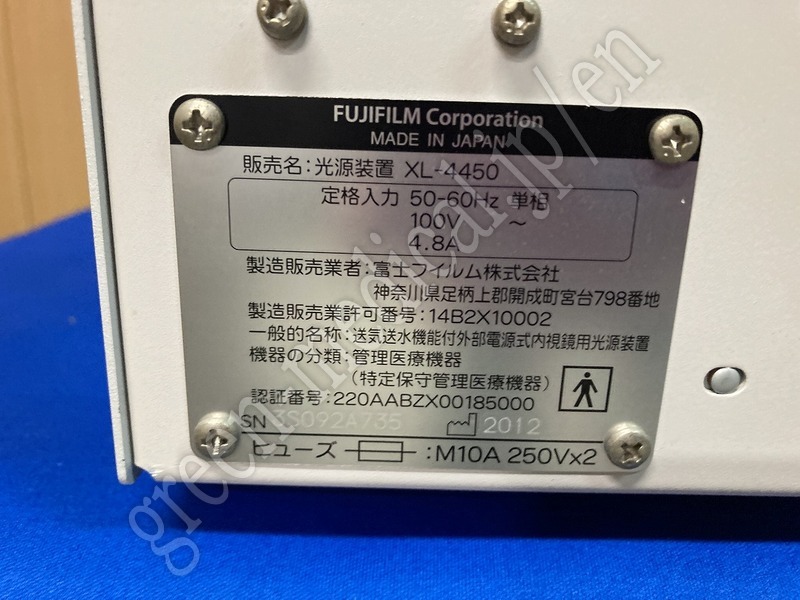 FUJIFILM Corporation
MADE IN JAPAN
販売名：光源装置 XL-4450
定格入力 50-60Hz 単相
100V ～
4.8A
製造販売業者：富士フイルム株式会社
神奈川県足柄上郡開成町宮台798番地
製造販売業許可番号：14B2X10002
一般的名称：送気送水機能付外部電源式内視鏡用光源装置
機器の分類：管理医療機器
（特定保守管理医療機器）
認証番号：220AABZX00185000
SN 3S092A735 2012
ヒューズ ：M10A 250Vx2
green-medical.jp/en